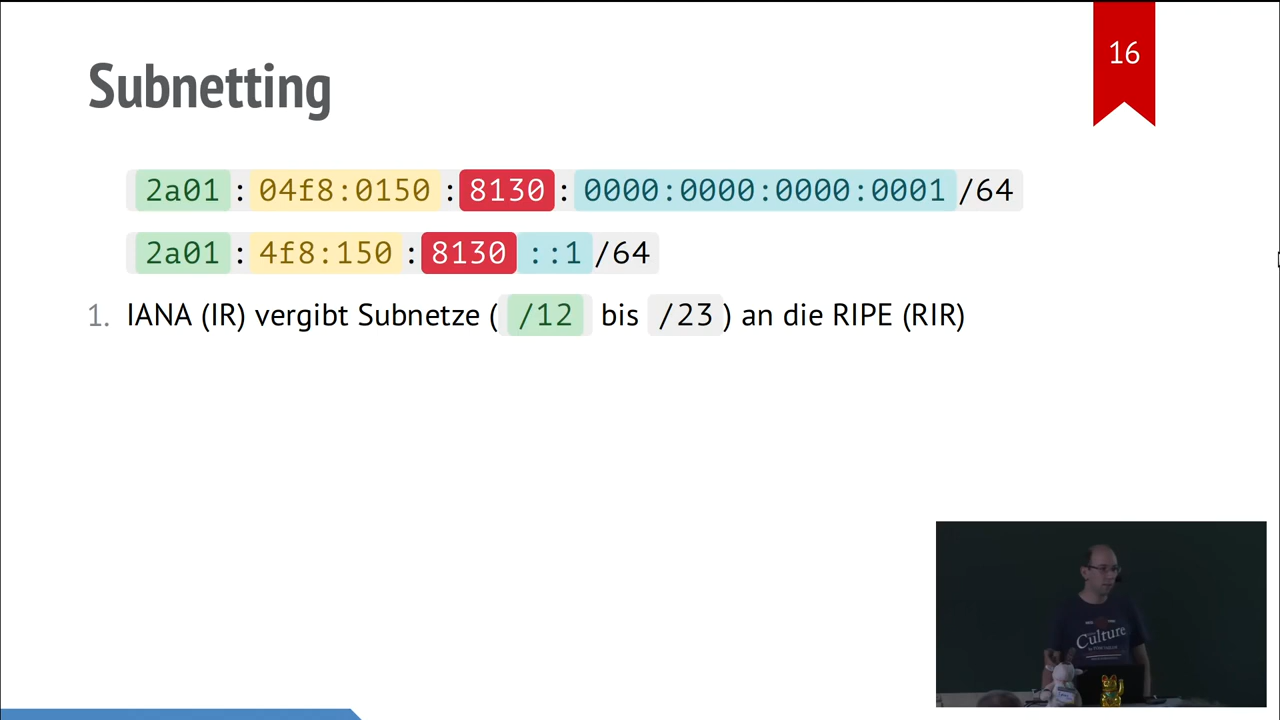 16
Subnetting
2a01:04f8:0150:8130:0000:0000:0000:0001/64
2a01:4f8:150:8130::1/64
1. IANA (IR) vergibt Subnetze (/12 bis /23) an die RIPE (RIR)
Culture